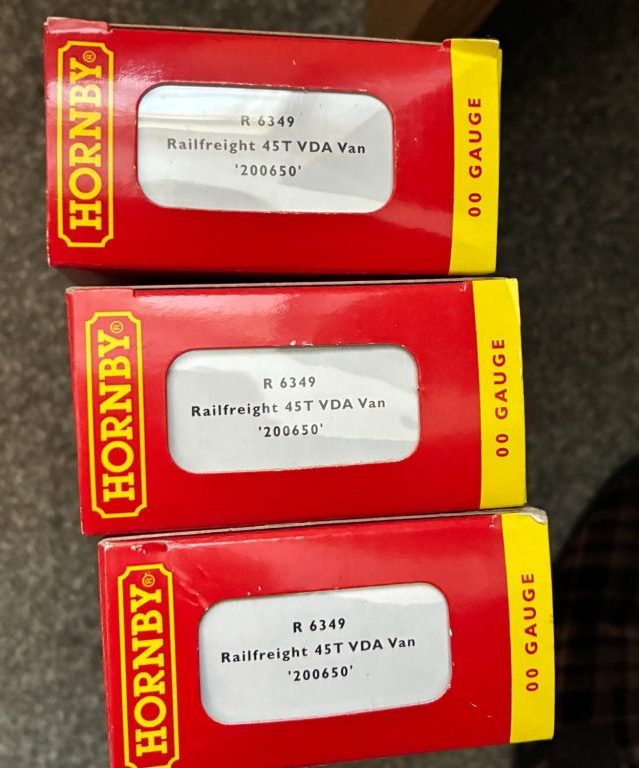 HORNBY®
R 6349
Railfreight 45T VDA Van
'200650'
00 GAUGE
HORNBY®
R 6349
Railfreight 45T VDA Van
'200650'
00 GAUGE
HORNBY®
R 6349
Railfreight 45T VDA Van
'200650'
00 GAUGE